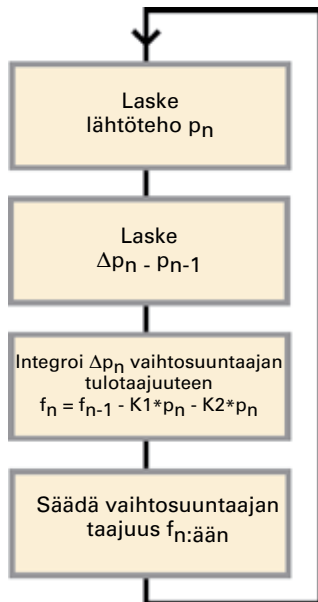 Laske
lähtöteho pn
Laske
Δpn - pn-1
Integroi Δpn vaihtosuuntaajan
tulotaajuuteen
fn = fn-1 - K1*pn - K2*pn
Säädä vaihtosuuntaajan
taajuus fn:ään